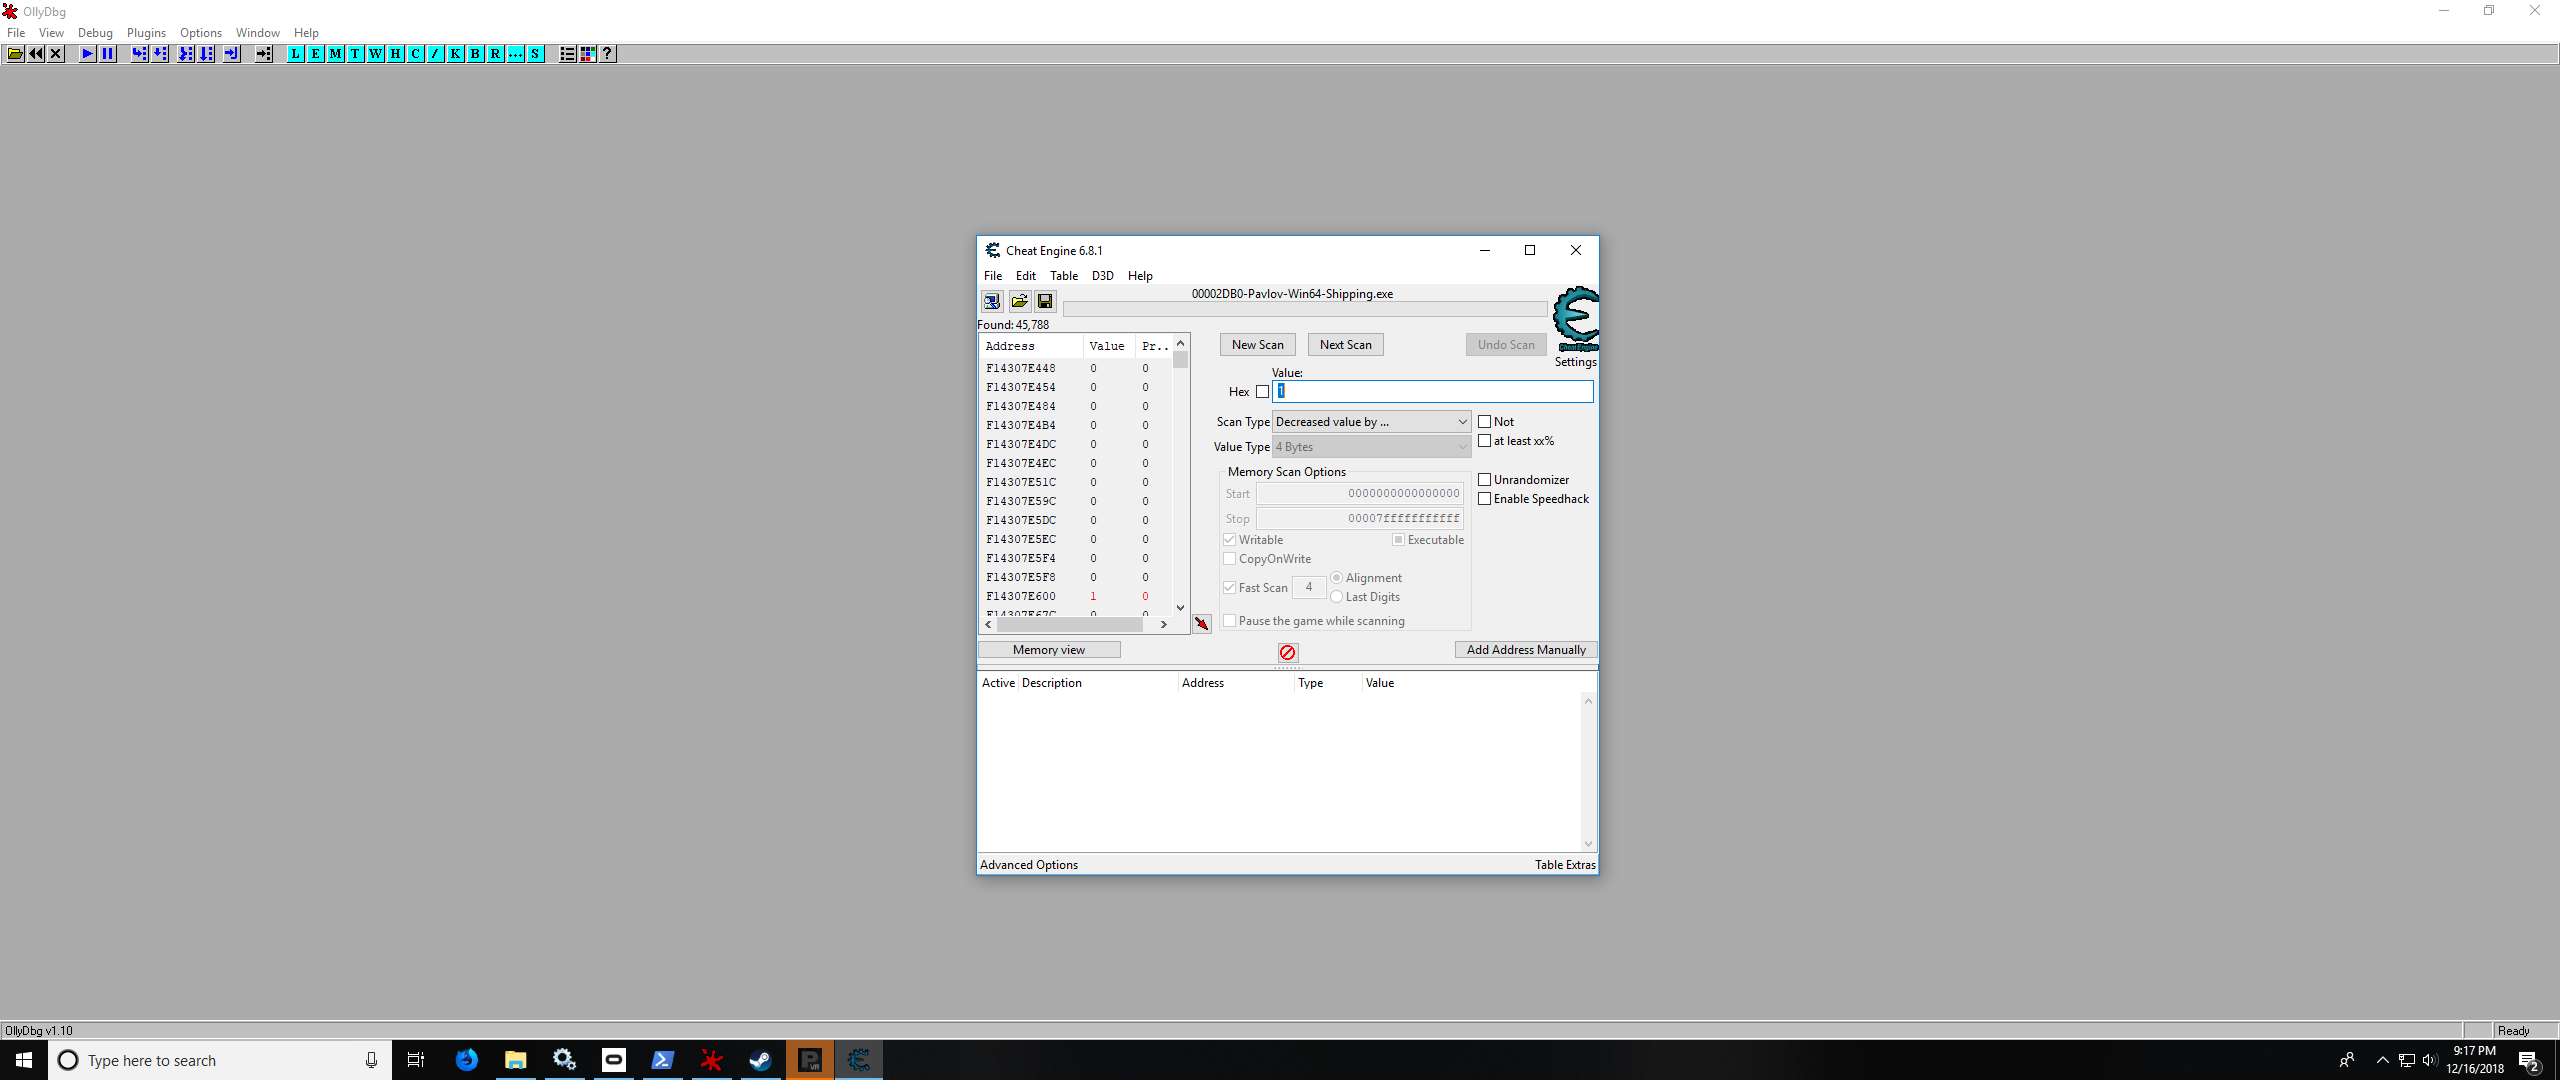 OllyDbg
File View Debug Plugins Options Window Help
L E M T W H C / K B R ... S ?
Cheat Engine 6.8.1
File Edit Table D3D Help
00002DB0-Pavlov-Win64-Shipping.exe
Found: 45,788
Address Value Pr..
F14307E448 0 0
F14307E454 0 0
F14307E484 0 0
F14307E4B4 0 0
F14307E4DC 0 0
F14307E4EC 0 0
F14307E51C 0 0
F14307E59C 0 0
F14307E5DC 0 0
F14307E5EC 0 0
F14307E5F4 0 0
F14307E5F8 0 0
F14307E600 1 0
F14307E67C 0 0
New Scan Next Scan Undo Scan
Cheat Engine
Settings
Value:
Hex 1
Scan Type Decreased value by ... Not
at least xx%
Value Type 4 Bytes
Memory Scan Options
Unrandomizer
Start 0000000000000000
Enable Speedhack
Stop 00007fffffffffff
Writable Executable
CopyOnWrite
Fast Scan 4 Alignment
Last Digits
Pause the game while scanning
Memory view Add Address Manually
Active Description Address Type Value
Advanced Options Table Extras
OllyDbg v1.10 Ready
Type here to search
P VR
9:17 PM
12/16/2018
2